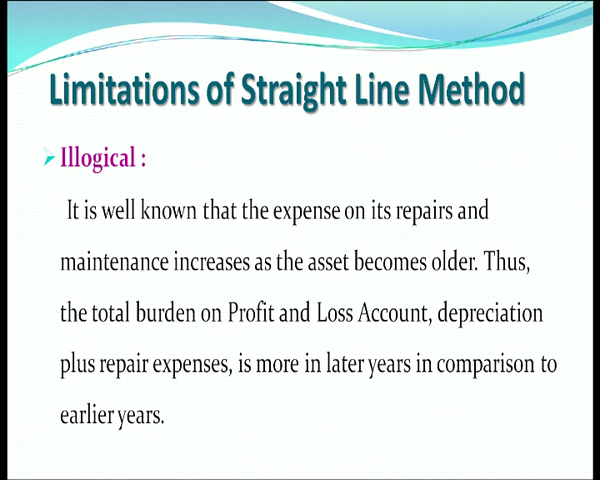 Limitations of Straight Line Method
Illogical :
It is well known that the expense on its repairs and
maintenance increases as the asset becomes older. Thus,
the total burden on Profit and Loss Account, depreciation
plus repair expenses, is more in later years in comparison to
earlier years.